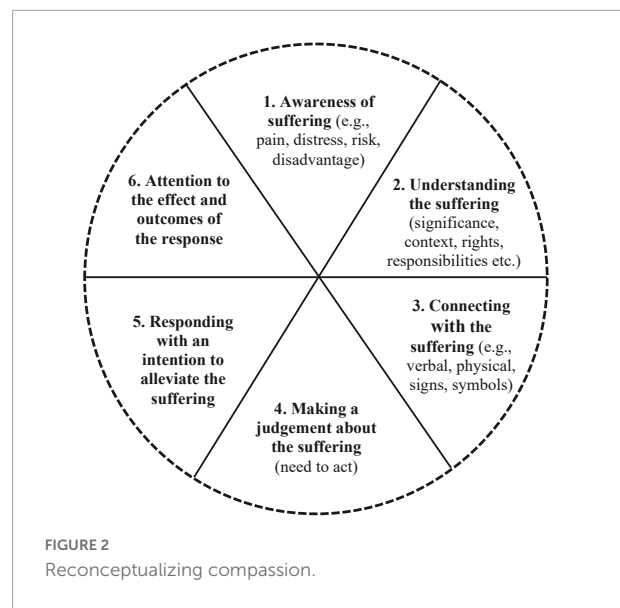 1. Awareness of
suffering (e.g.,
pain, distress, risk,
disadvantage)
2. Understanding
the suffering
(significance,
context, rights,
responsibilities etc.)
3. Connecting
with the
suffering (e.g.,
verbal, physical,
signs, symbols)
4. Making a
judgement about
the suffering
(need to act)
5. Responding
with an
intention to
alleviate the
suffering
6. Attention to
the effect and
outcomes of
the response
FIGURE 2
Reconceptualizing compassion.